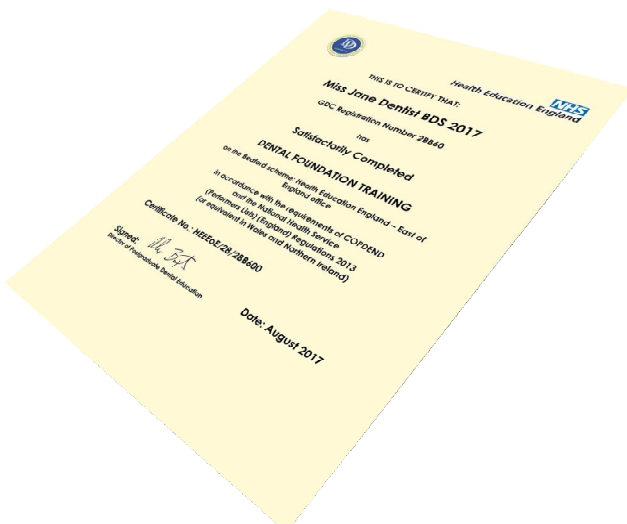 Health Education England
NHS
THIS IS TO CERTIFY THAT:
Miss Jane Dentist BDS 2017
GDC Registration Number 28860
has
Satisfactorily Completed
DENTAL FOUNDATION TRAINING
on the Bedford scheme: Health Education England - East of
England office
in accordance with the requirements of COPDEND
and the National Health Service
(Performers Lists) (England) Regulations 2013
(or equivalent in Wales and Northern Ireland)
Certificate No.: HEEEoE/28/288600
Signed:
Director of Postgraduate Dental Education
Date: August 2017